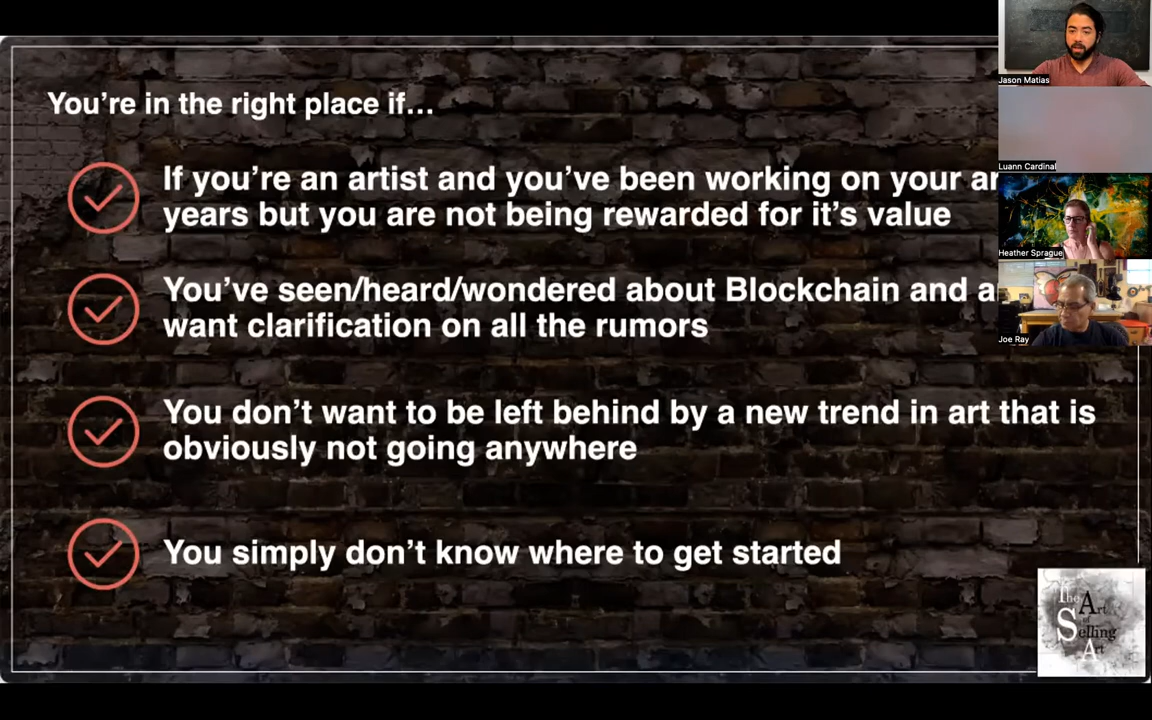 You're in the right place if...
If you're an artist and you've been working on your
years but you are not being rewarded for it's value
You've seen/heard/wondered about Blockchain and
want clarification on all the rumors
You don't want to be left behind by a new trend in art that is
obviously not going anywhere
You simply don't know where to get started
Jason Matias
Luann Cardinal
Heather Sprague
Joe Ray
The Art
of
Selling
Art